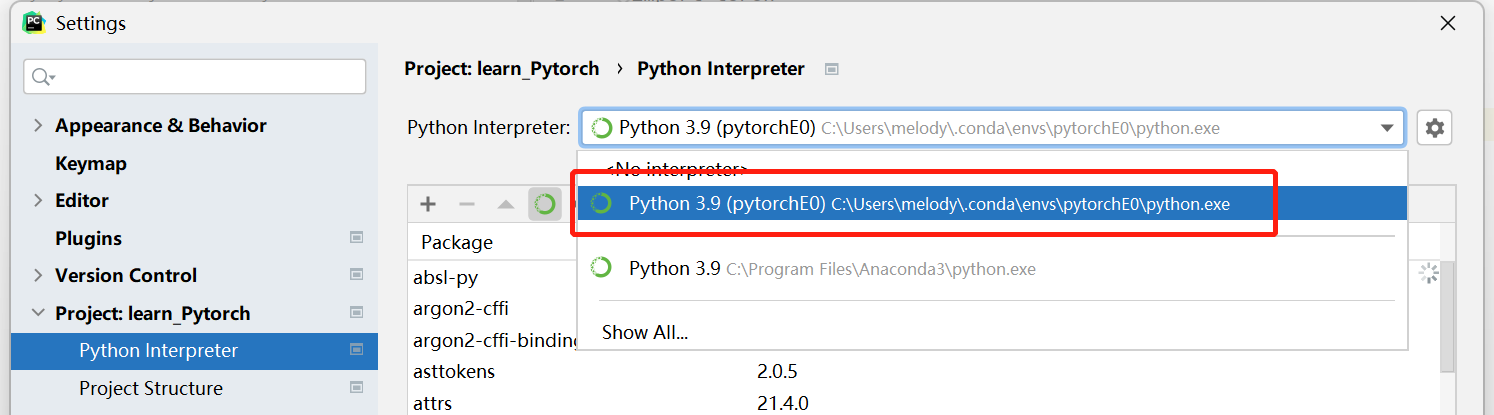 PC Settings
Project: learn_Pytorch › Python Interpreter
Appearance & Behavior
Keymap
Editor
Plugins
Version Control
Project: learn_Pytorch
Python Interpreter
Project Structure
Python Interpreter: Python 3.9 (pytorchE0) C:\Users\melody\.conda\envs\pytorchE0\python.exe
<No interpreter>
Python 3.9 (pytorchE0) C:\Users\melody\.conda\envs\pytorchE0\python.exe
Python 3.9 C:\Program Files\Anaconda3\python.exe
Show All...
Package
absl-py
argon2-cffi
argon2-cffi-binding
asttokens 2.0.5
attrs 21.4.0